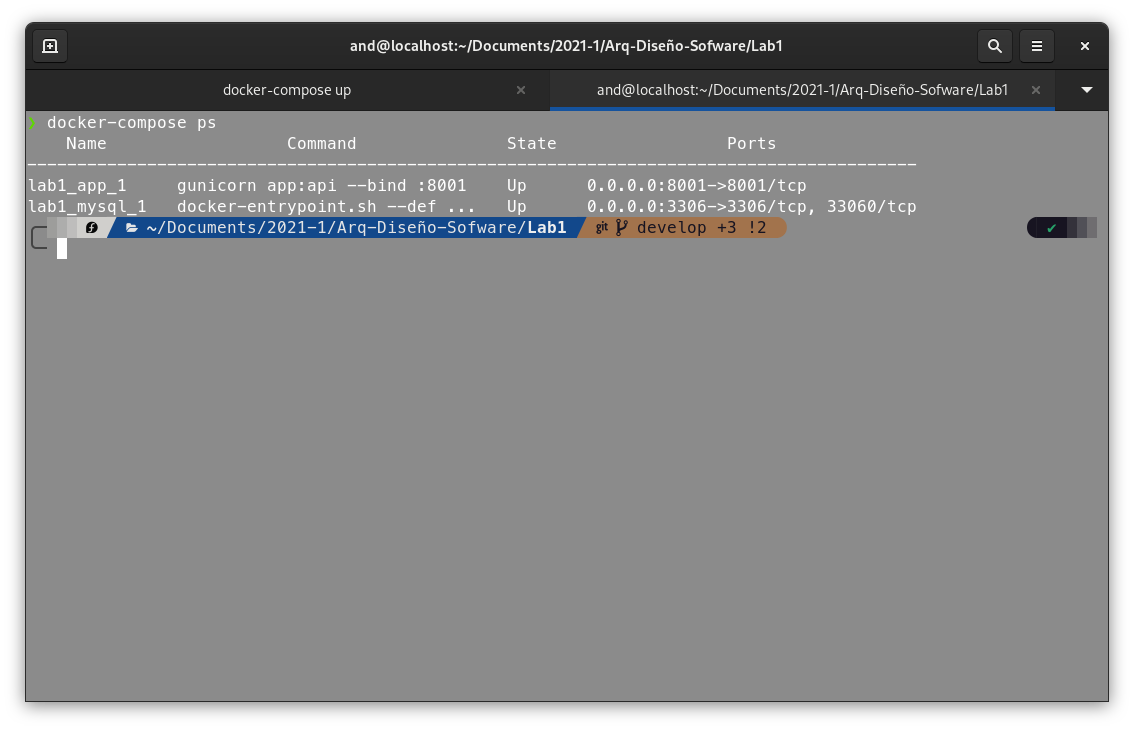 and@localhost:~/Documents/2021-1/Arq-Diseño-Sofware/Lab1
docker-compose up
and@localhost:~/Documents/2021-1/Arq-Diseño-Sofware/Lab1
❯ docker-compose ps
Name Command State Ports
-----------------------------------------------------------------------------------------
lab1_app_1 gunicorn app:api --bind :8001 Up 0.0.0.0:8001->8001/tcp
lab1_mysql_1 docker-entrypoint.sh --def ... Up 0.0.0.0:3306->3306/tcp, 33060/tcp
~/Documents/2021-1/Arq-Diseño-Sofware/Lab1 git develop +3 !2 ✔